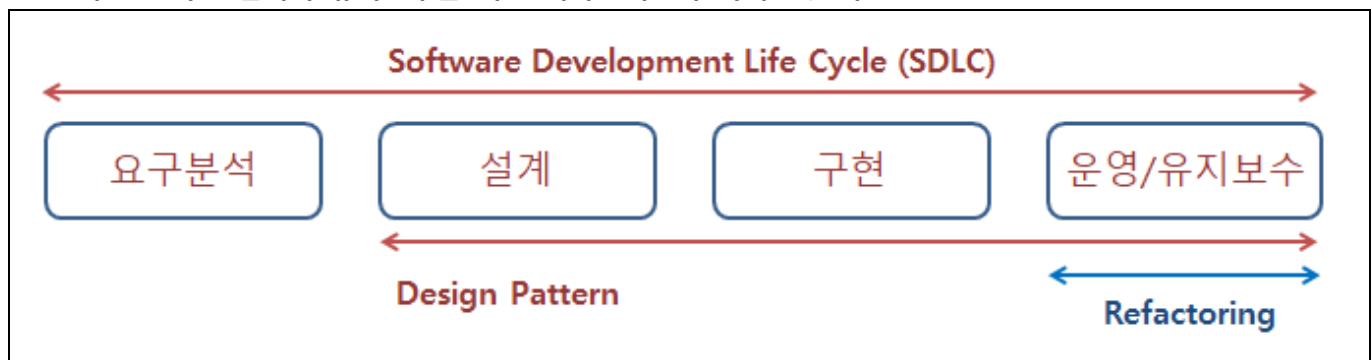 Software Development Life Cycle (SDLC)
요구분석 설계 구현 운영/유지보수
Design Pattern
Refactoring